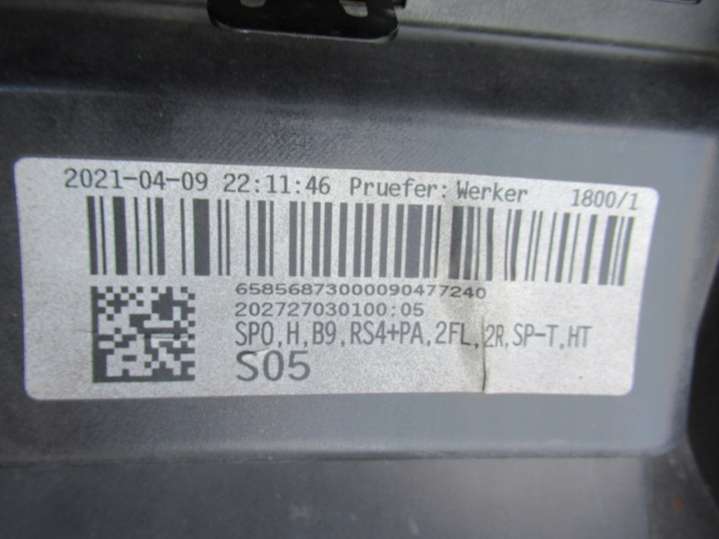 2021-04-09 22:11:46 Pruefer: Werker 1800/1
65856873000090477240
202727030100:05
SPO,H,B9,RS4+PA,2FL,2R,SP-T,HT
S05